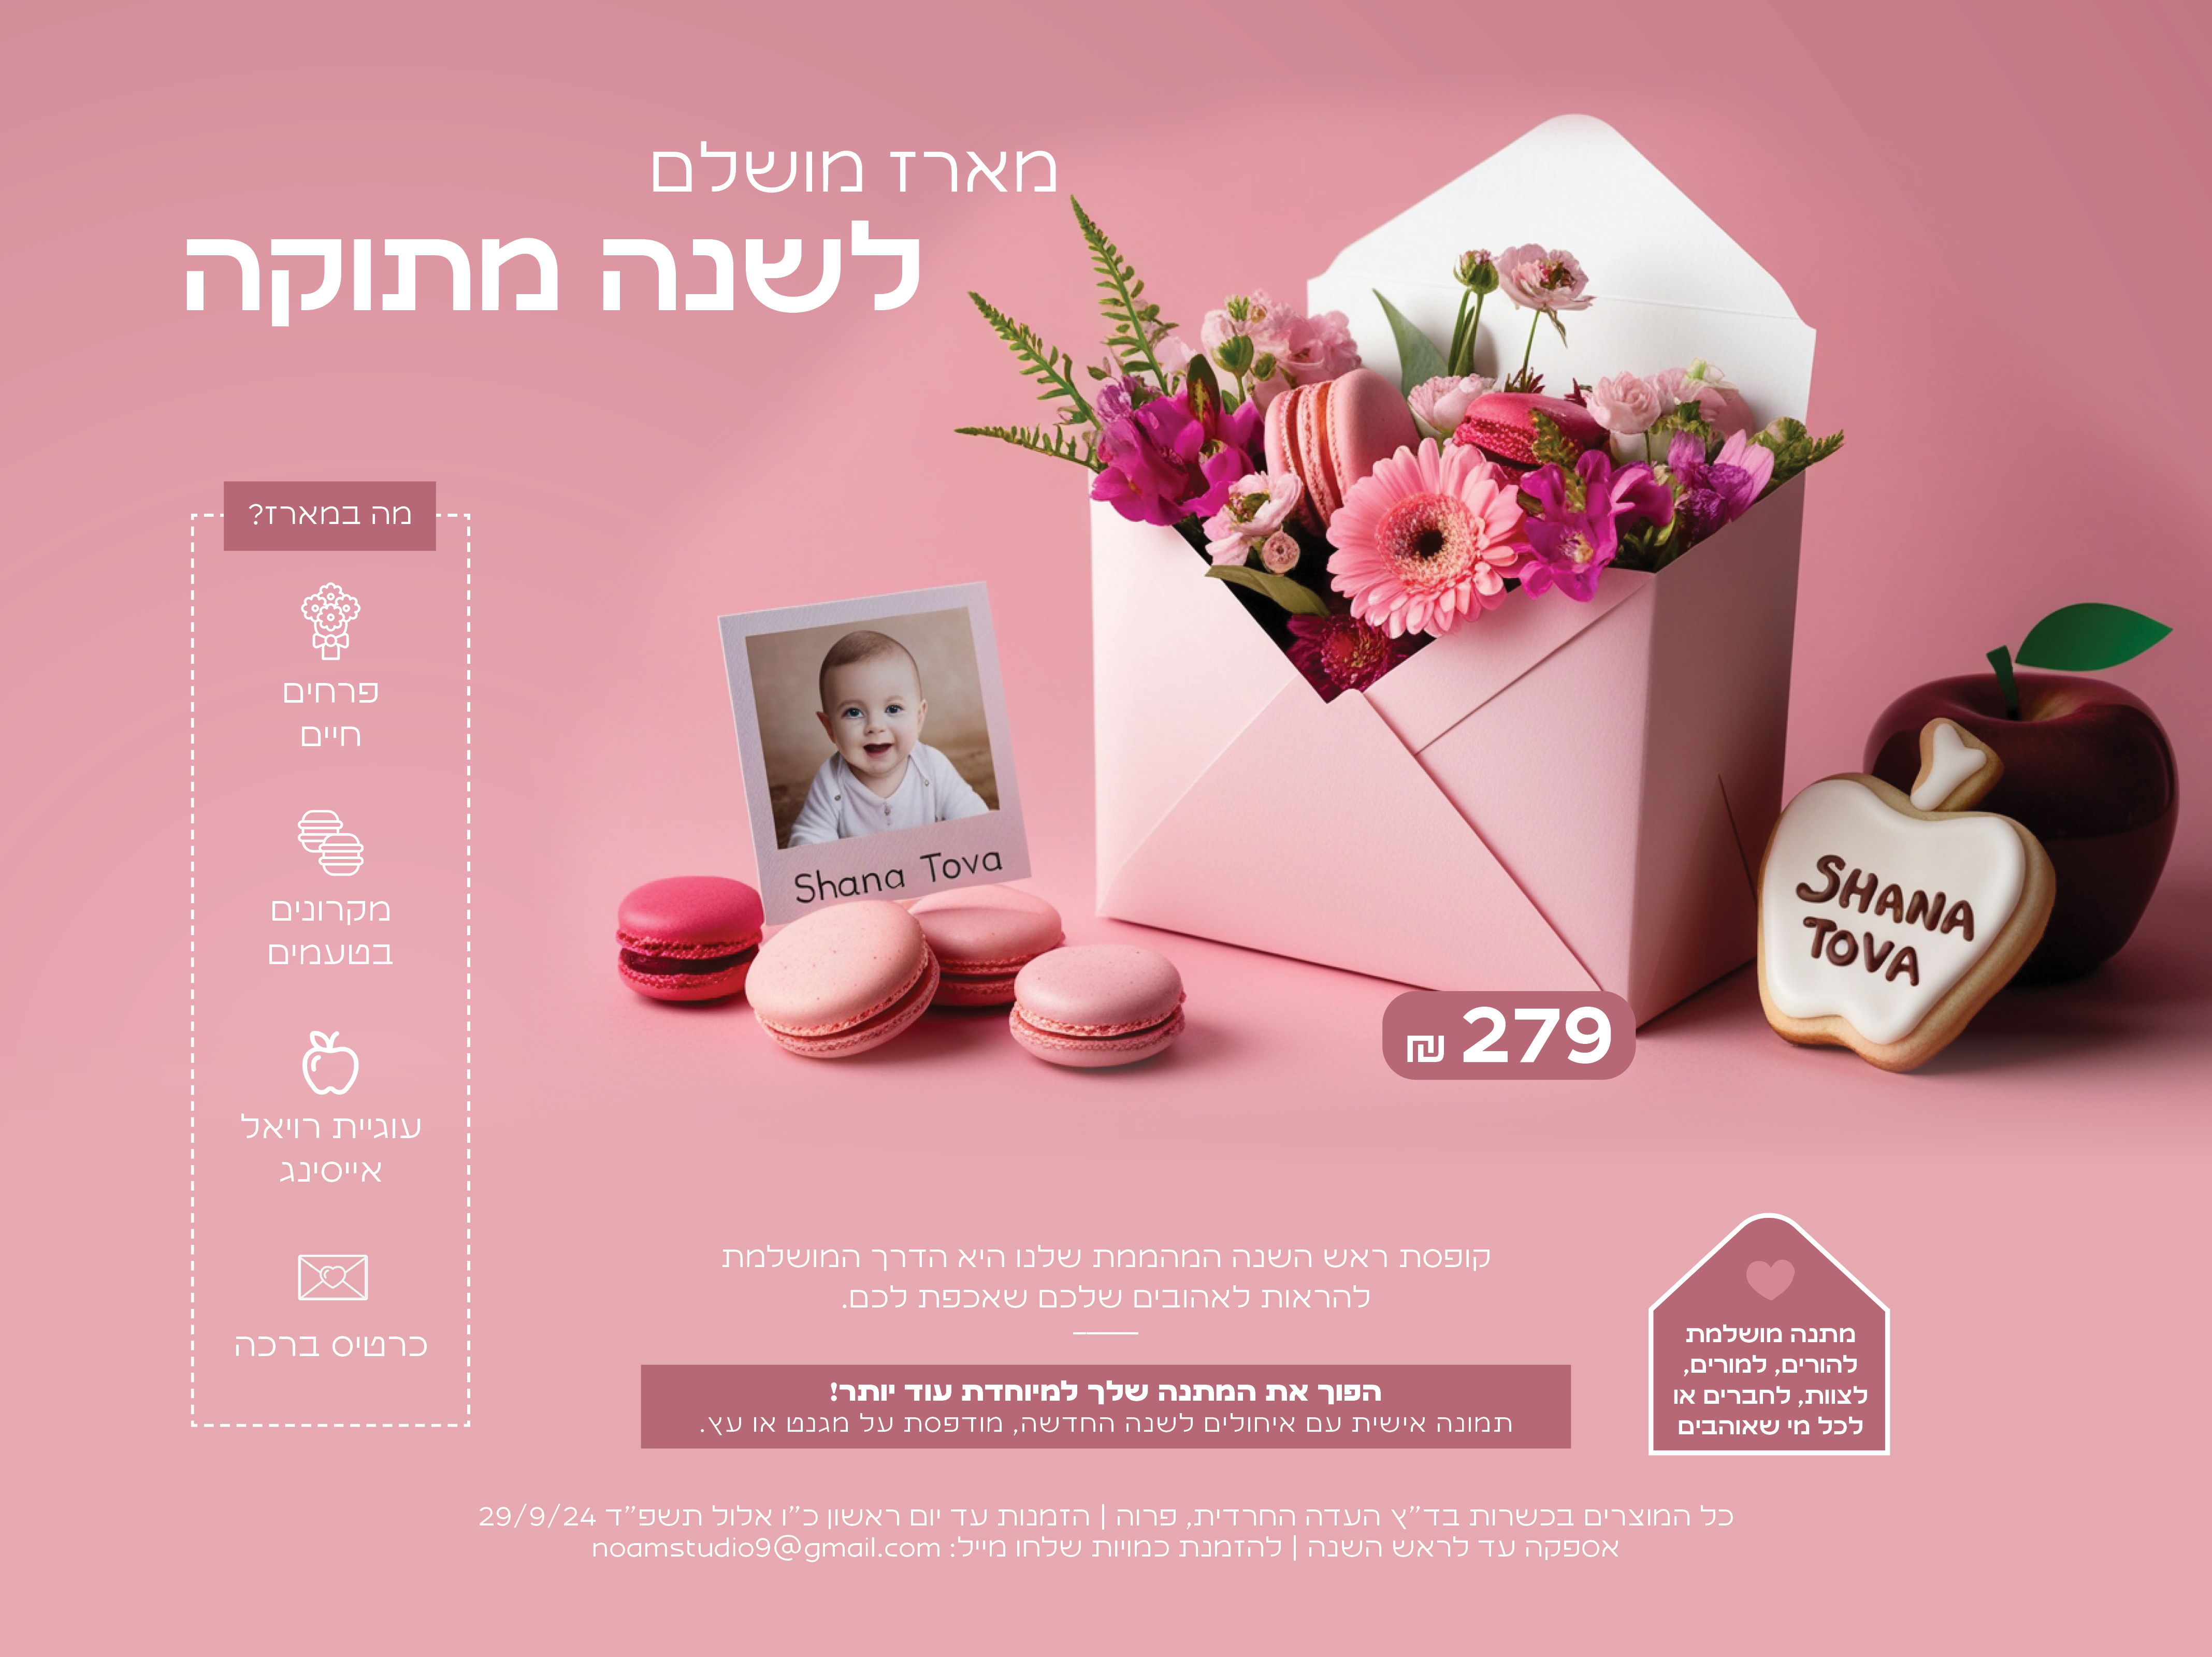 מארז מושלם
לשנה מתוקה
מה במארז?
פרחים
חיים
מקרונים
בטעמים
עוגיית רויאל
אייסינג
כרטיס ברכה
Shana Tova
SHANA
TOVA
279 ₪
קופסת ראש השנה המהממת שלנו היא הדרך המושלמת
להראות לאהובים שלכם שאכפת לכם.
הפוך את המתנה שלך למיוחדת עוד יותר!
תמונה אישית עם איחולים לשנה החדשה, מודפסת על מגנט או עץ.
מתנה מושלמת
להורים, למורים,
לצוות, לחברים או
לכל מי שאוהבים
כל המוצרים בכשרות בד"ץ העדה החרדית, פרוה | הזמנות עד יום ראשון כ"ו אלול תשפ"ד 29/9/24
אספקה עד לראש השנה | להזמנת כמויות שלחו מייל: noamstudio9@gmail.com